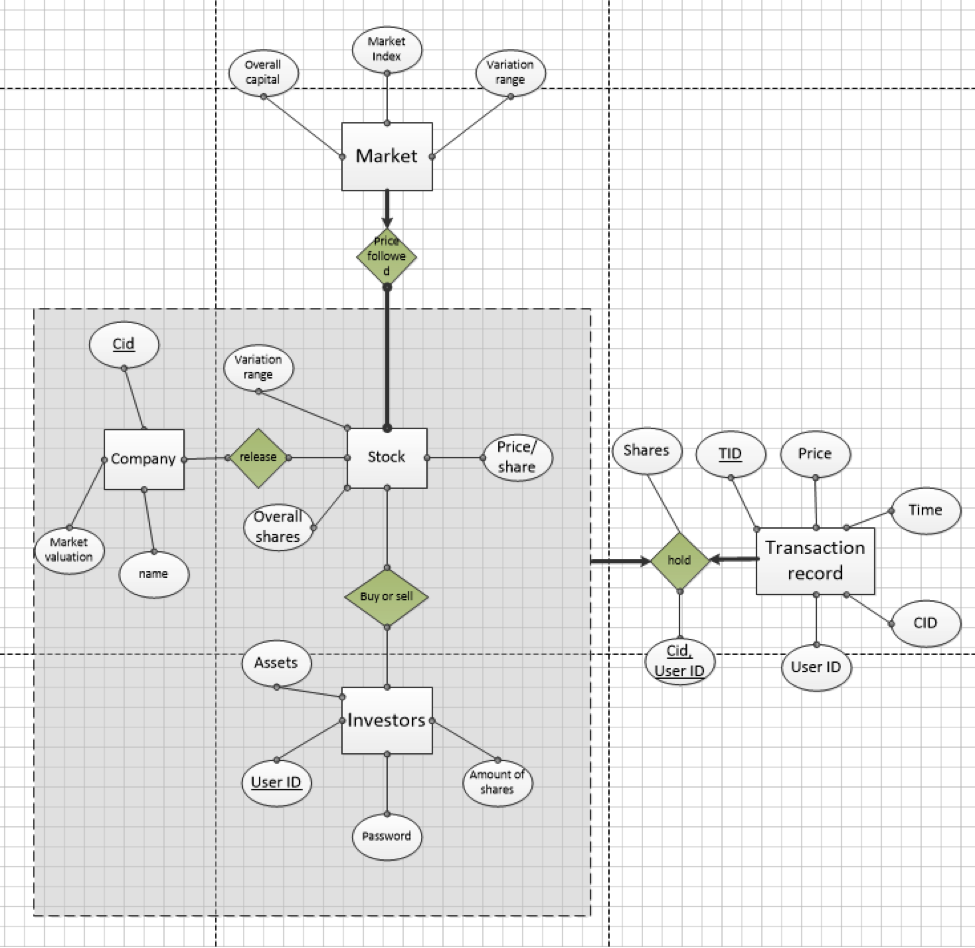 Market
Index
Overall
capital
Variation
range
Market
Price
followe
d
Cid
Variation
range
Company
release
Stock
Price/
share
Overall
shares
Market
valuation
name
Buy or sell
Assets
Investors
User ID
Amount of
shares
Password
Shares
TID
Price
Time
Transaction
record
hold
CID
Cid,
User ID
User ID